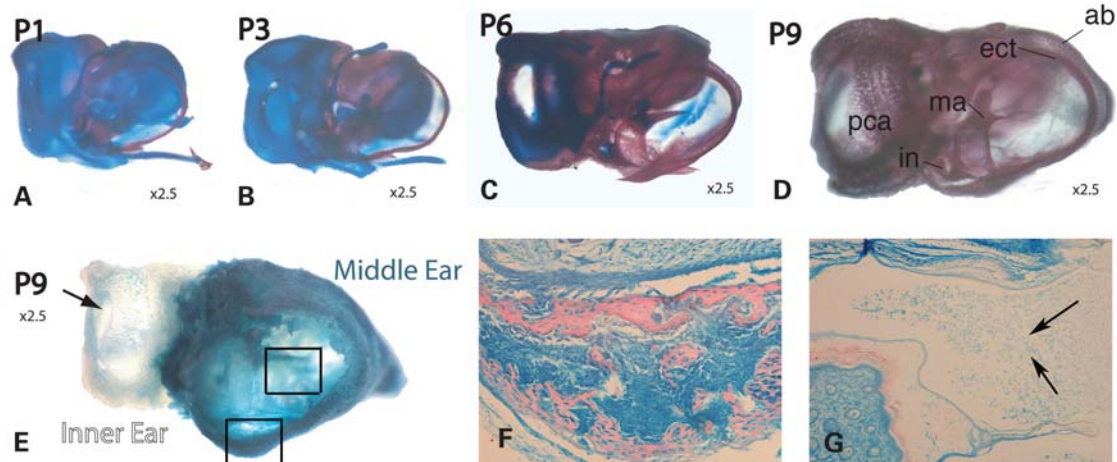 P1
A
x2.5
P3
B
x2.5
P6
C
x2.5
P9
ab
ect
ma
pca
in
D
x2.5
P9
x2.5
Middle Ear
Inner Ear
E
F
G